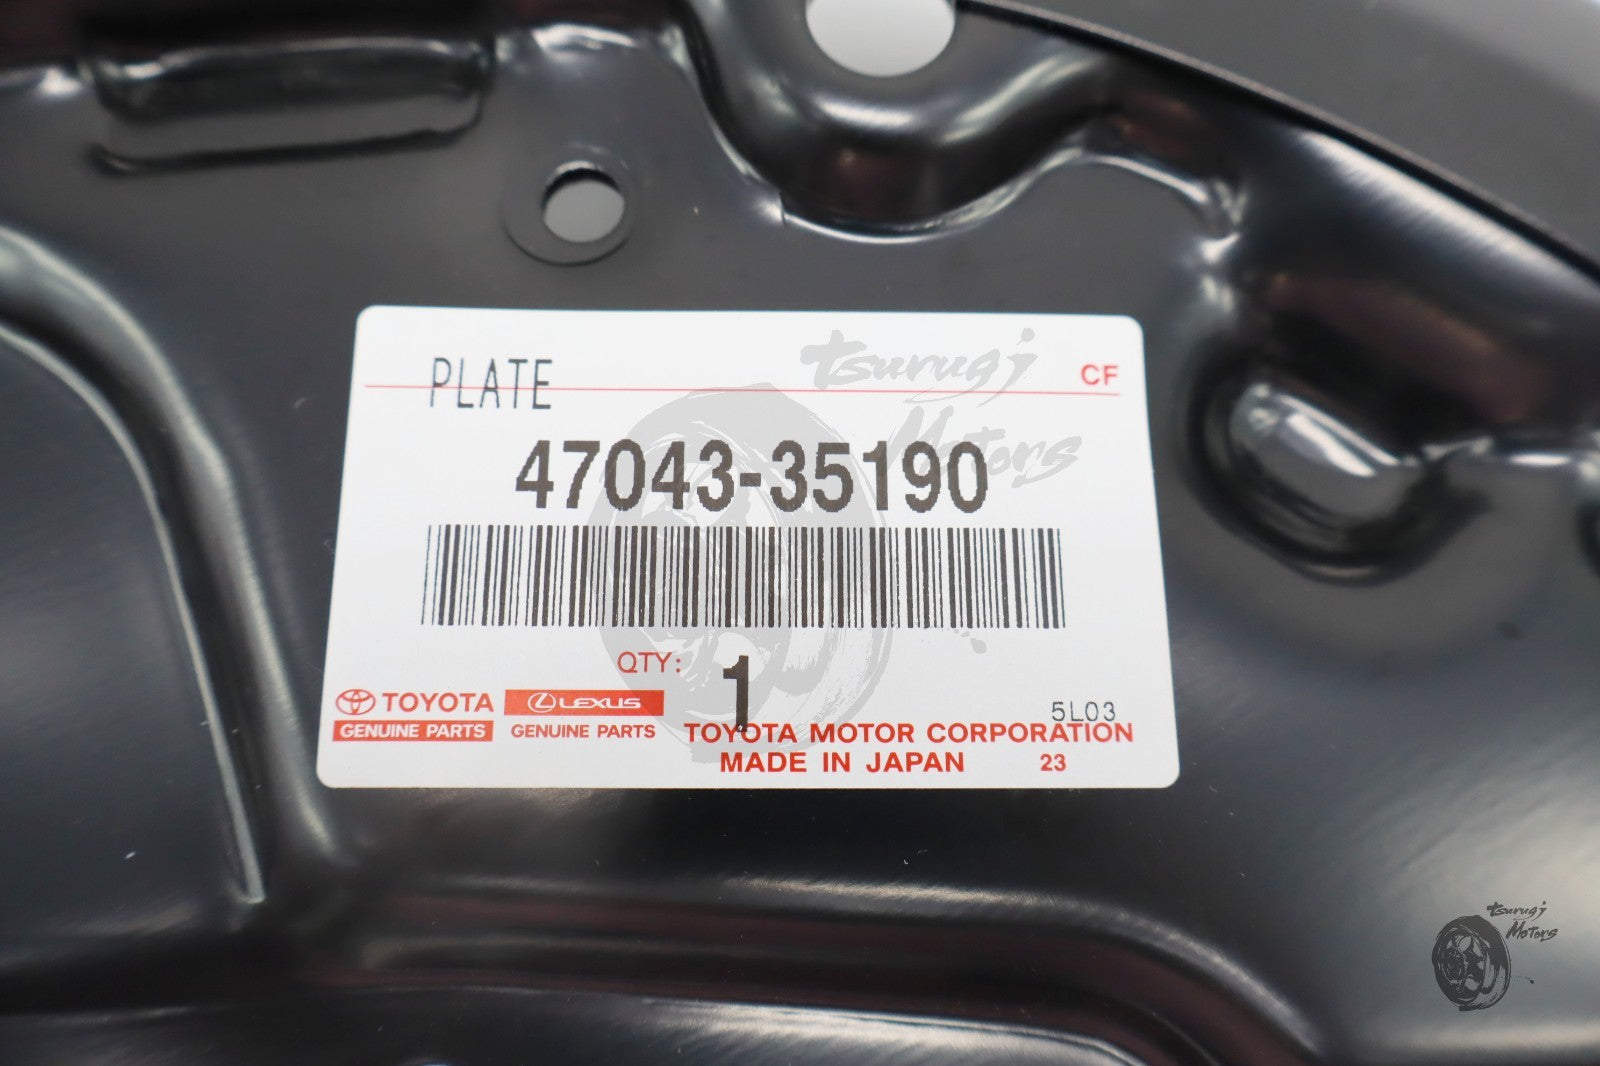 PLATE
CF
47043-35190
QTY: 1
5L03
TOYOTA
LEXUS
GENUINE PARTS
GENUINE PARTS
TOYOTA MOTOR CORPORATION
MADE IN JAPAN 23
tsurugi
Motors
tsurugi
Motors